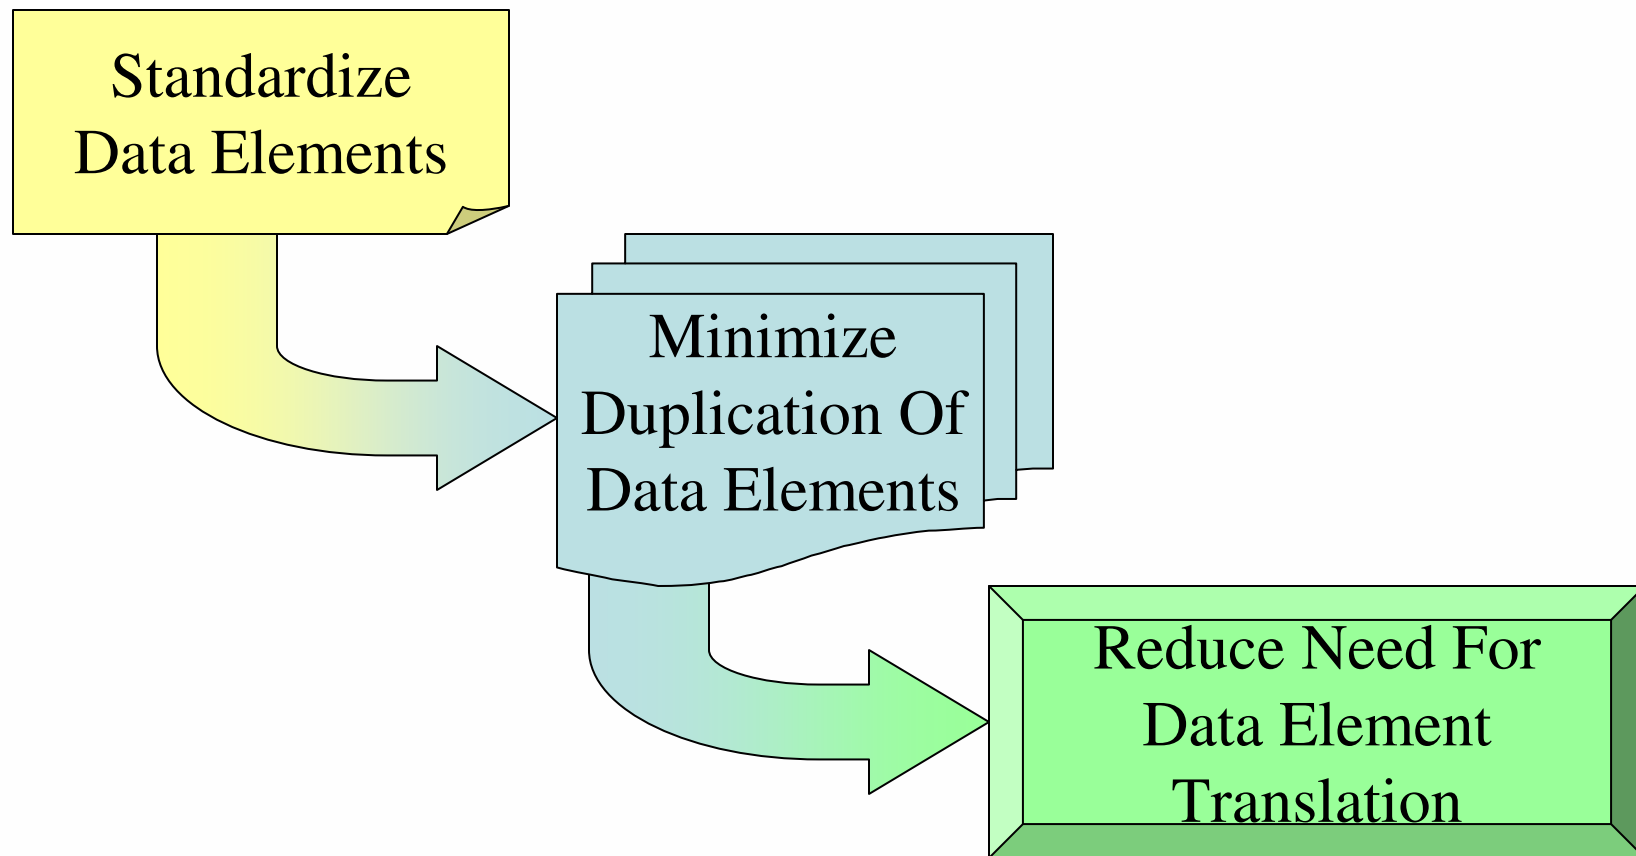 Standardize
Data Elements
Minimize
Duplication Of
Data Elements
Reduce Need For
Data Element
Translation